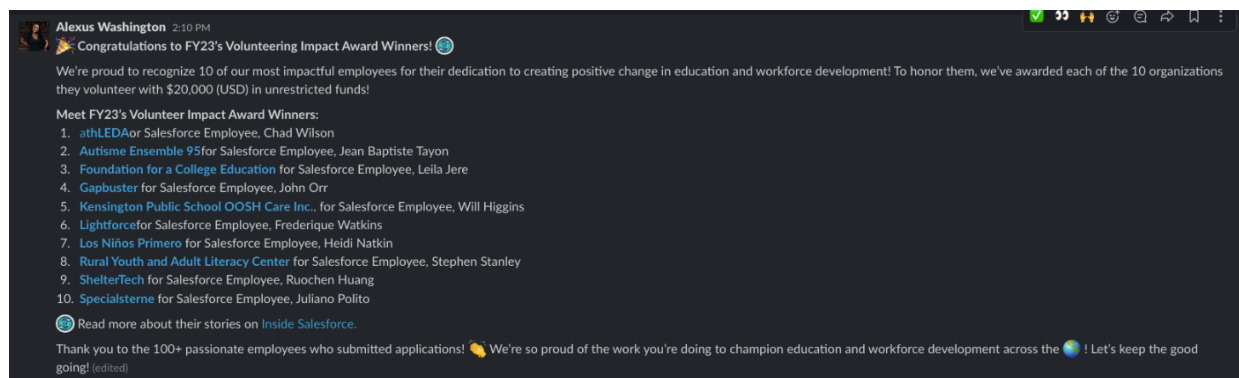 Alexus Washington 2:10 PM
Congratulations to FY23's Volunteering Impact Award Winners!
We're proud to recognize 10 of our most impactful employees for their dedication to creating positive change in education and workforce development! To honor them, we've awarded each of the 10 organizations
they volunteer with $20,000 (USD) in unrestricted funds!
Meet FY23's Volunteer Impact Award Winners:
1. athLEDAor Salesforce Employee, Chad Wilson
2. Autisme Ensemble 95for Salesforce Employee, Jean Baptiste Tayon
3. Foundation for a College Education for Salesforce Employee, Leila Jere
4. Gapbuster for Salesforce Employee, John Orr
5. Kensington Public School OOSH Care Inc.. for Salesforce Employee, Will Higgins
6. Lightforcefor Salesforce Employee, Frederique Watkins
7. Los Niños Primero for Salesforce Employee, Heidi Natkin
8. Rural Youth and Adult Literacy Center for Salesforce Employee, Stephen Stanley
9. ShelterTech for Salesforce Employee, Ruochen Huang
10. Specialsterne for Salesforce Employee, Juliano Polito
Read more about their stories on Inside Salesforce.
Thank you to the 100+ passionate employees who submitted applications! We're so proud of the work you're doing to champion education and workforce development across the ! Let's keep the good
going! (edited)